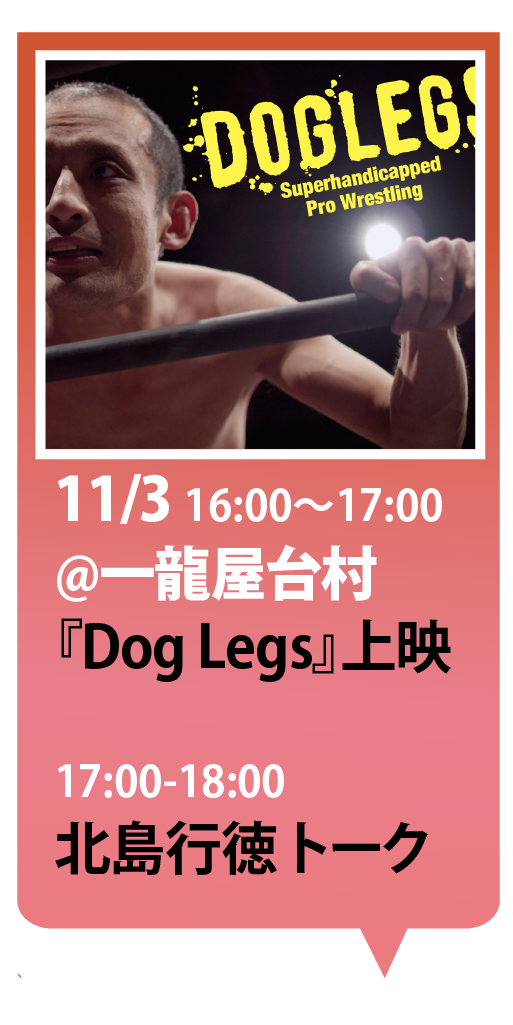 DOGLEGS
Superhandicapped
Pro Wrestling
11/3 16:00〜17:00
@一龍屋台村
『Dog Legs』上映
17:00-18:00
北島行徳トーク
、